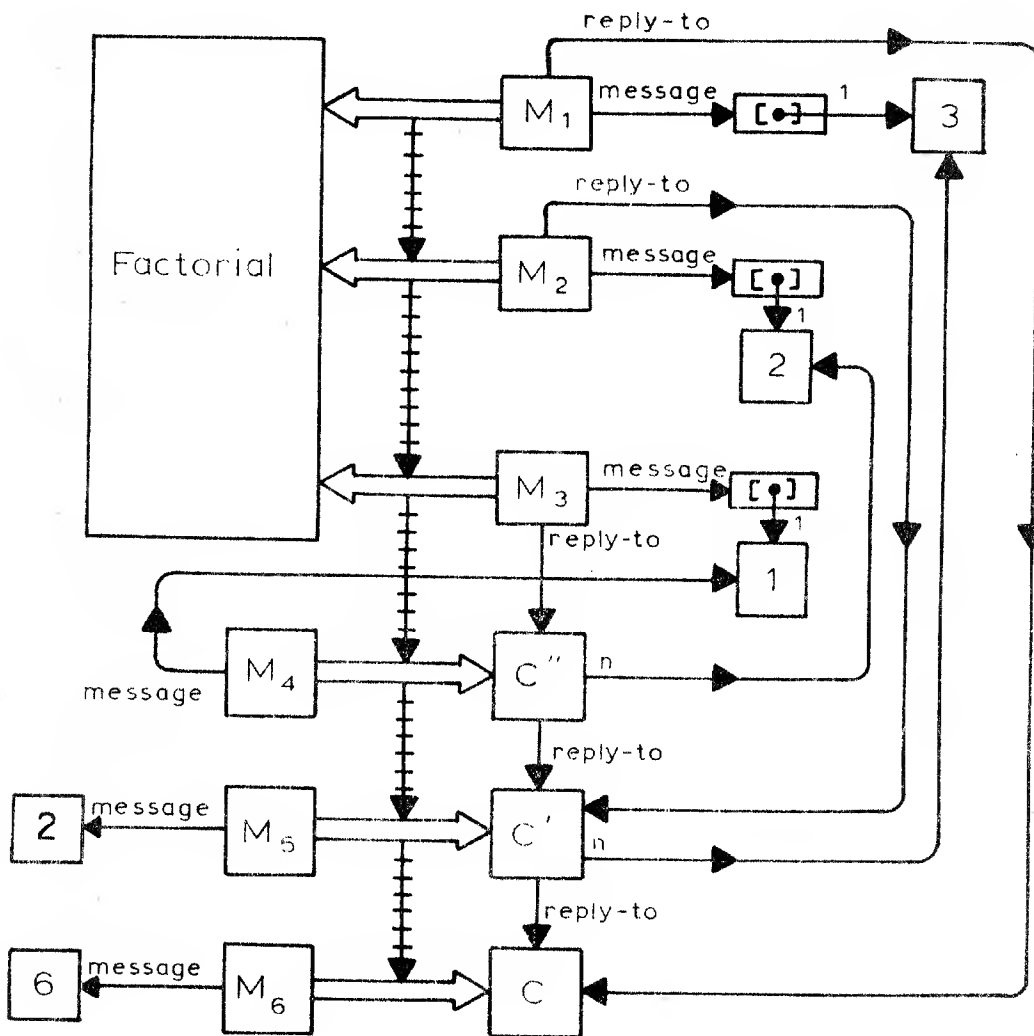 reply-to
M₁
message
[•]
1
3
Factorial
reply-to
M₂
message
[•]
1
2
M₃
message
[•]
1
reply-to
1
M₄
message
C''
n
reply-to
2
message
M₅
C'
n
reply-to
6
message
M₆
C